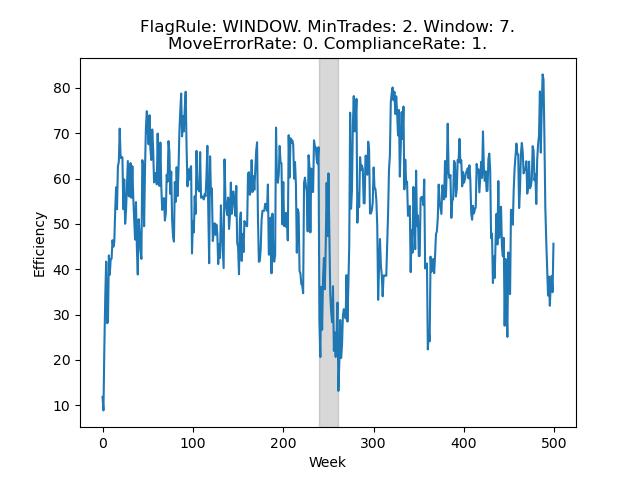 FlagRule: WINDOW. MinTrades: 2. Window: 7.
MoveErrorRate: 0. ComplianceRate: 1.
80
70
60
50
40
30
20
10
Efficiency
0 100 200 300 400 500
Week